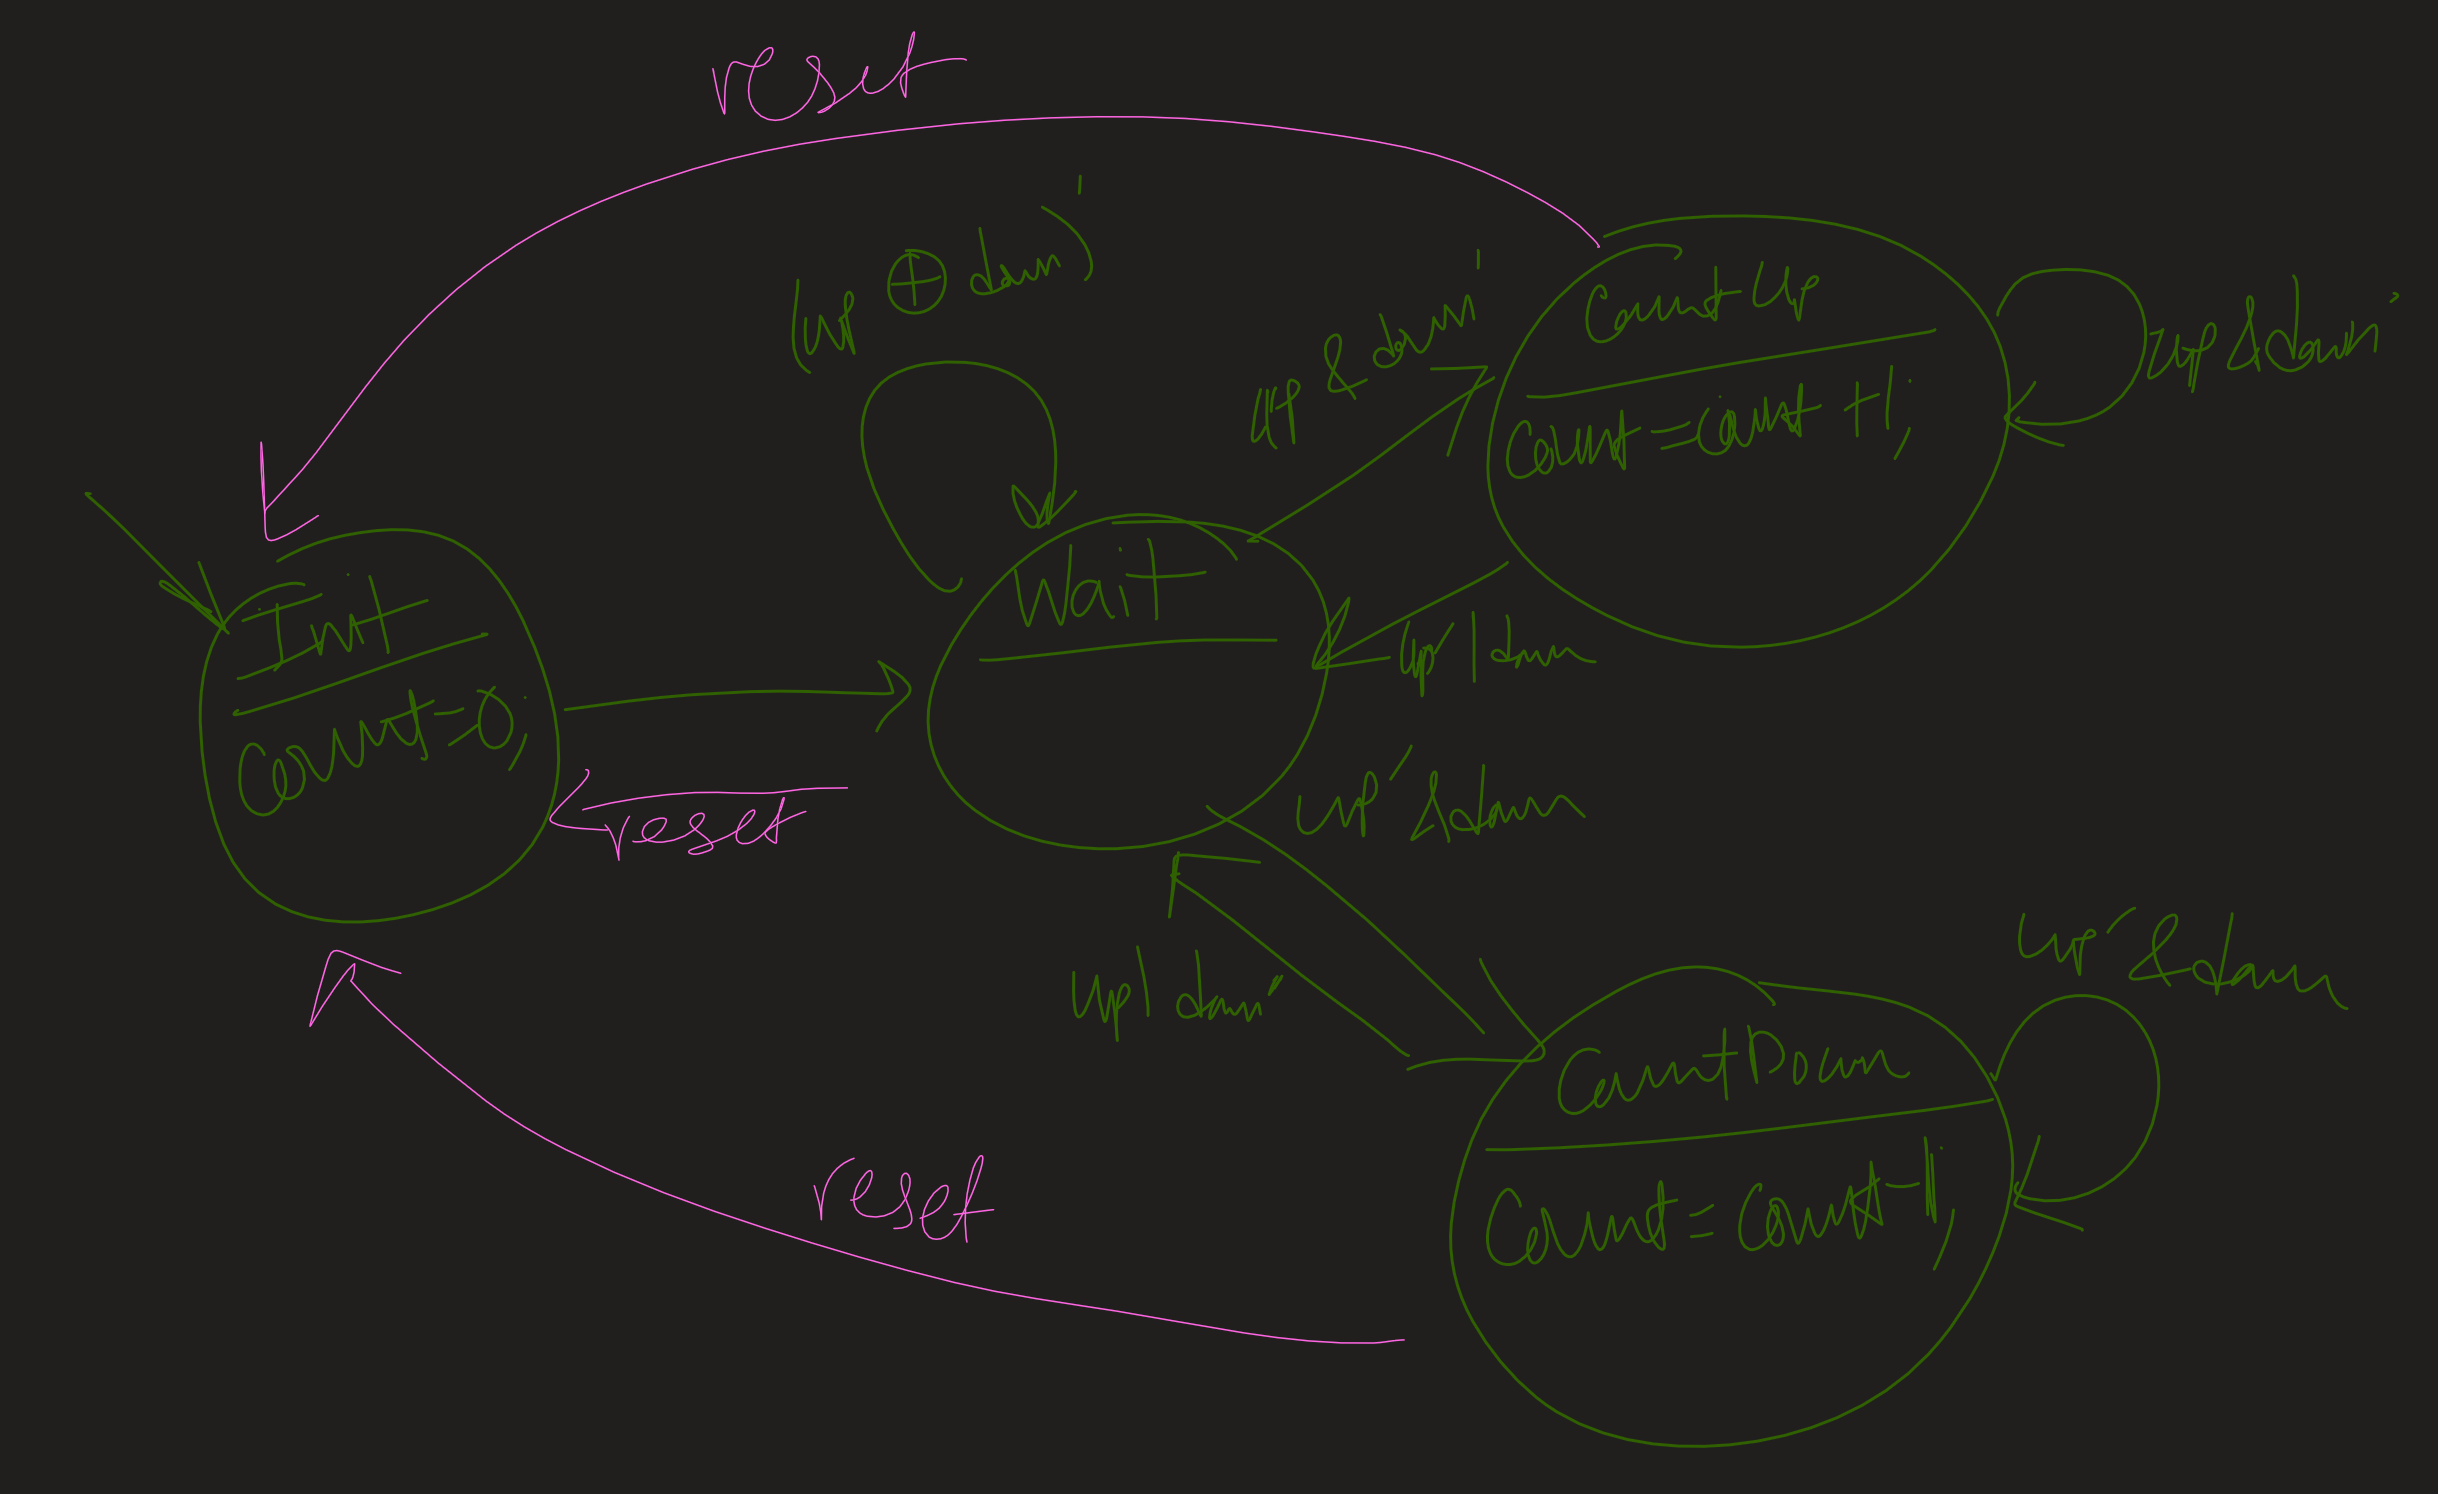 reset
(up ⊕ down)'
up & down'
Count Up
count = count + 1;
up & down'
Init
count = 0;
Wait
up' | down
reset
up' & down
up | down'
up' & down
Count Down
Count = count - 1;
reset